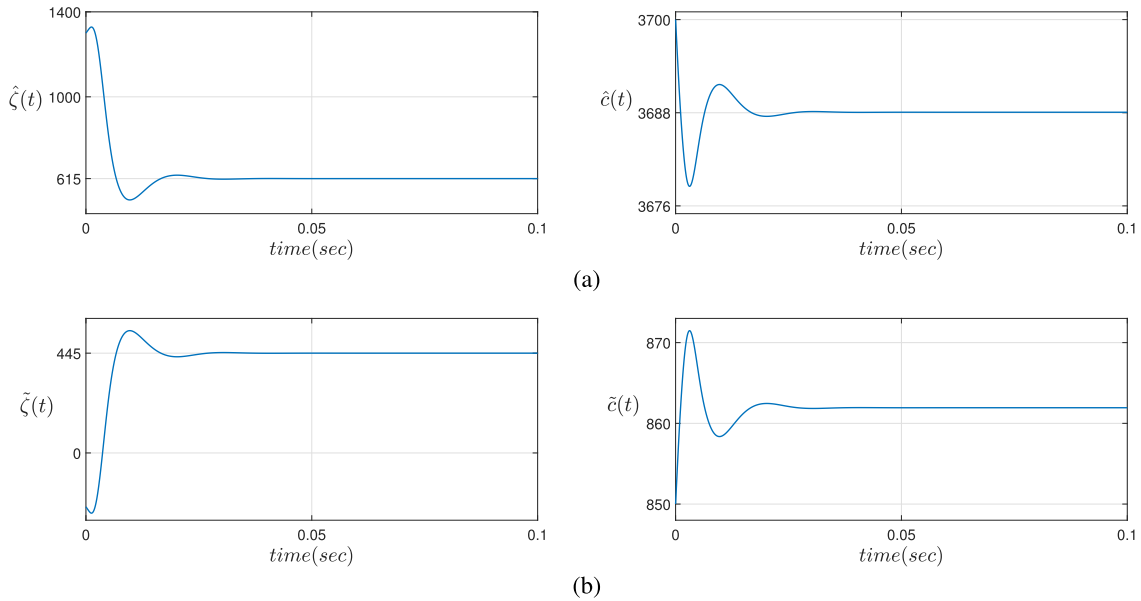 1400
1000
615
ζ̂(t)
0 0.05 0.1
time(sec)
3700
3688
3676
ĉ(t)
0 0.05 0.1
time(sec)
(a)
445
0
ζ̃(t)
0 0.05 0.1
time(sec)
870
860
850
c̃(t)
0 0.05 0.1
time(sec)
(b)